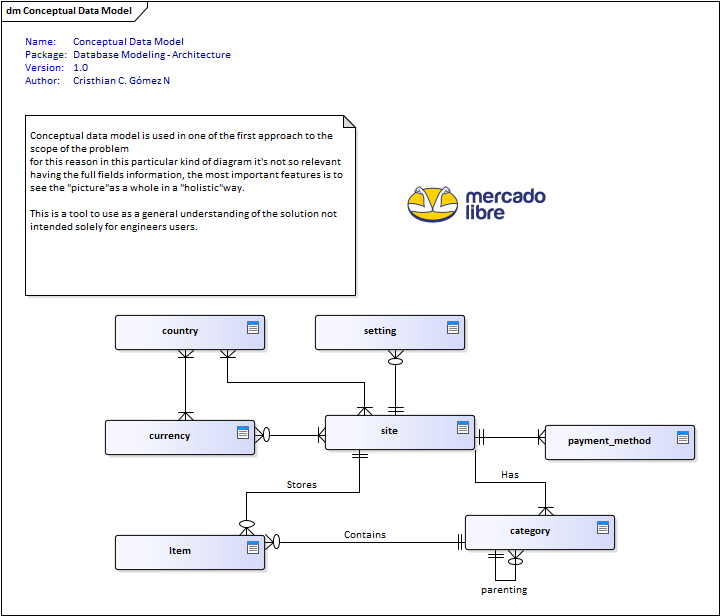 dm Conceptual Data Model
Name: Conceptual Data Model
Package: Database Modeling - Architecture
Version: 1.0
Author: Cristhian C. Gómez N
Conceptual data model is used in one of the first approach to the
scope of the problem
for this reason in this particular kind of diagram it's not so relevant
having the full fields information, the most important features is to
see the "picture"as a whole in a "holistic"way.
This is a tool to use as a general understanding of the solution not
intended solely for engineers users.
mercado
libre
country
setting
currency
site
payment_method
Has
Stores
category
Contains
Item
parenting